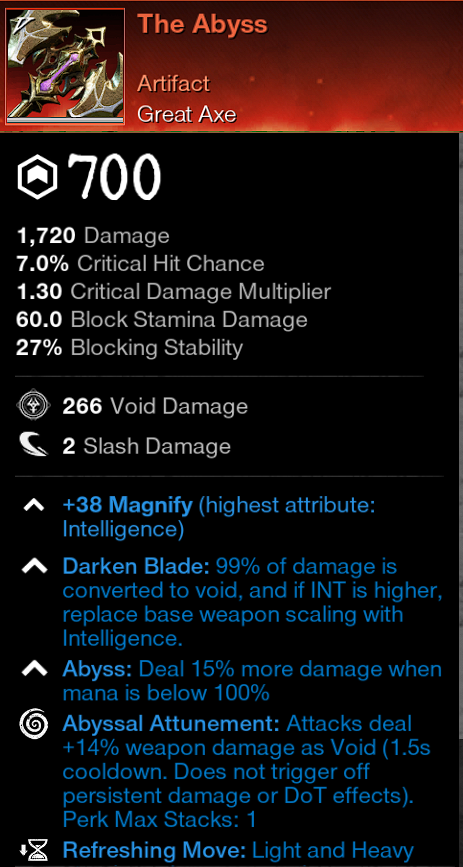 The Abyss
Artifact
Great Axe
700
1,720 Damage
7.0% Critical Hit Chance
1.30 Critical Damage Multiplier
60.0 Block Stamina Damage
27% Blocking Stability
266 Void Damage
2 Slash Damage
+38 Magnify (highest attribute:
Intelligence)
Darken Blade: 99% of damage is
converted to void, and if INT is higher,
replace base weapon scaling with
Intelligence.
Abyss: Deal 15% more damage when
mana is below 100%
Abyssal Attunement: Attacks deal
+14% weapon damage as Void (1.5s
cooldown. Does not trigger off
persistent damage or DoT effects).
Perk Max Stacks: 1
Refreshing Move: Light and Heavy